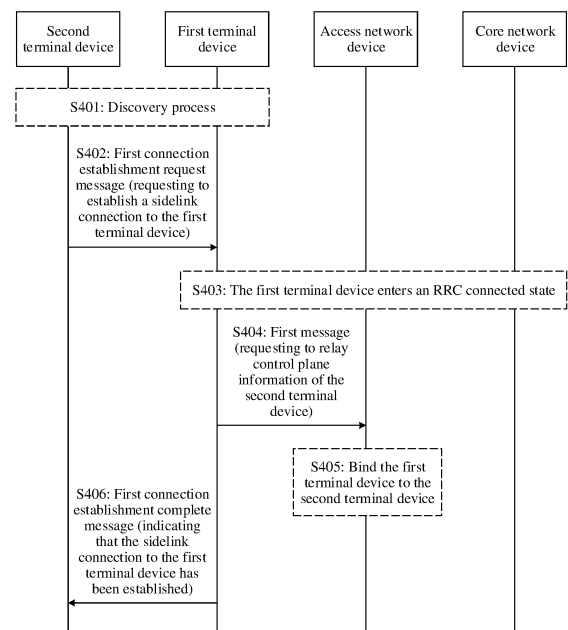 Second
terminal device
First terminal
device
Access network
device
Core network
device
S401: Discovery process
S402: First connection
establishment request
message (requesting to
establish a sidelink
connection to the first
terminal device)
S403: The first terminal device enters an RRC connected state
S404: First message
(requesting to relay
control plane
information of the
second terminal
device)
S405: Bind the first
terminal device to the
second terminal device
S406: First connection
establishment complete
message (indicating
that the sidelink
connection to the first
terminal device has
been established)